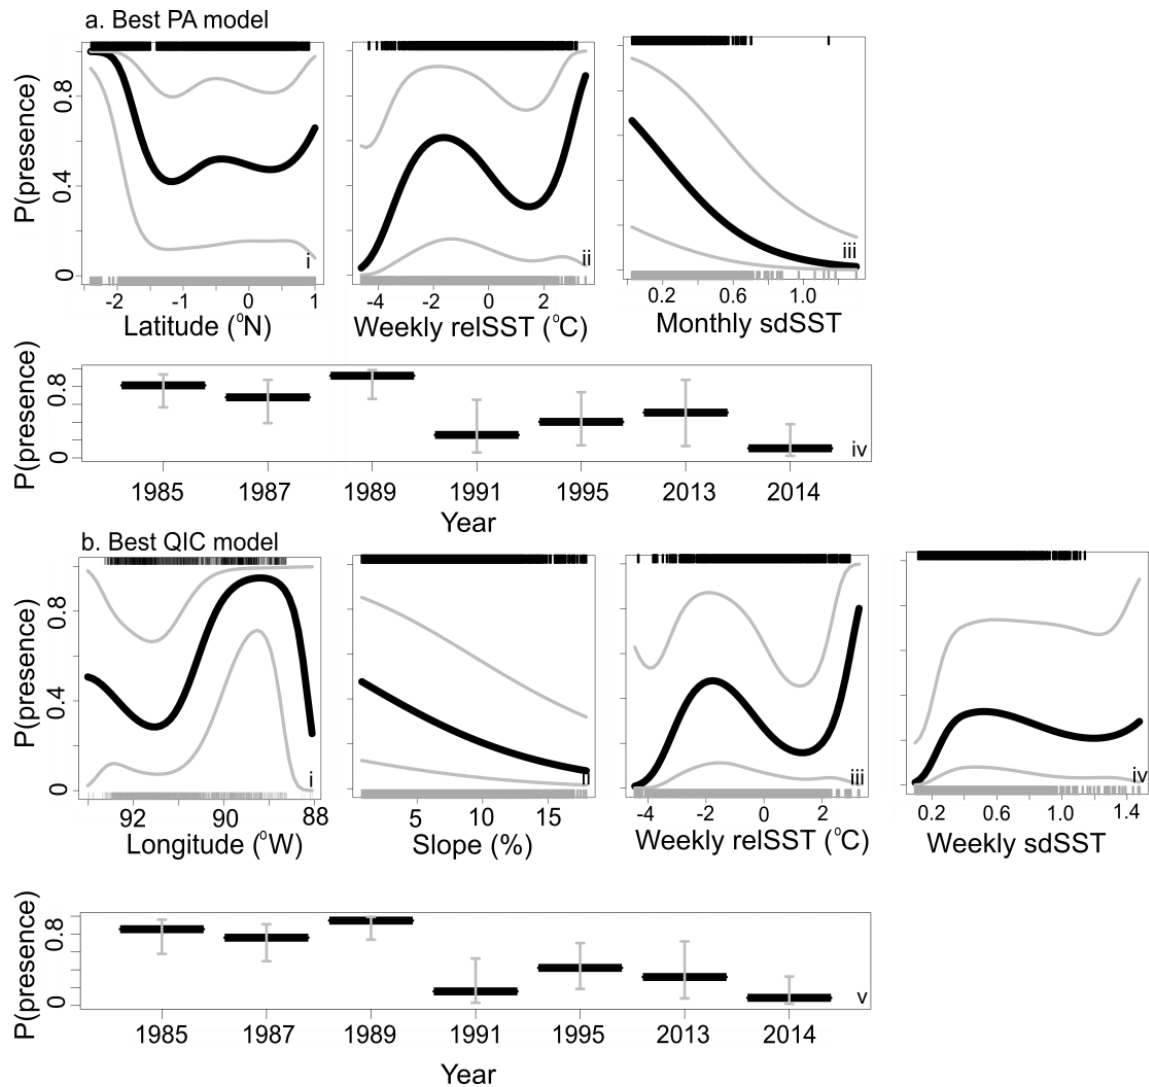 a. Best PA model
P(presence)
0.8
0.4
0
i
-2 -1 0 1
Latitude (°N)
ii
-4 -2 0 2
Weekly relSST (°C)
iii
0.2 0.6 1.0
Monthly sdSST
P(presence)
0.8
0
iv
1985 1987 1989 1991 1995 2013 2014
Year
b. Best QIC model
P(presence)
0.8
0.4
0
i
92 90 88
Longitude (°W)
ii
5 10 15
Slope (%)
iii
-4 -2 0 2
Weekly relSST (°C)
iv
0.2 0.6 1.0 1.4
Weekly sdSST
P(presence)
0.8
0
v
1985 1987 1989 1991 1995 2013 2014
Year